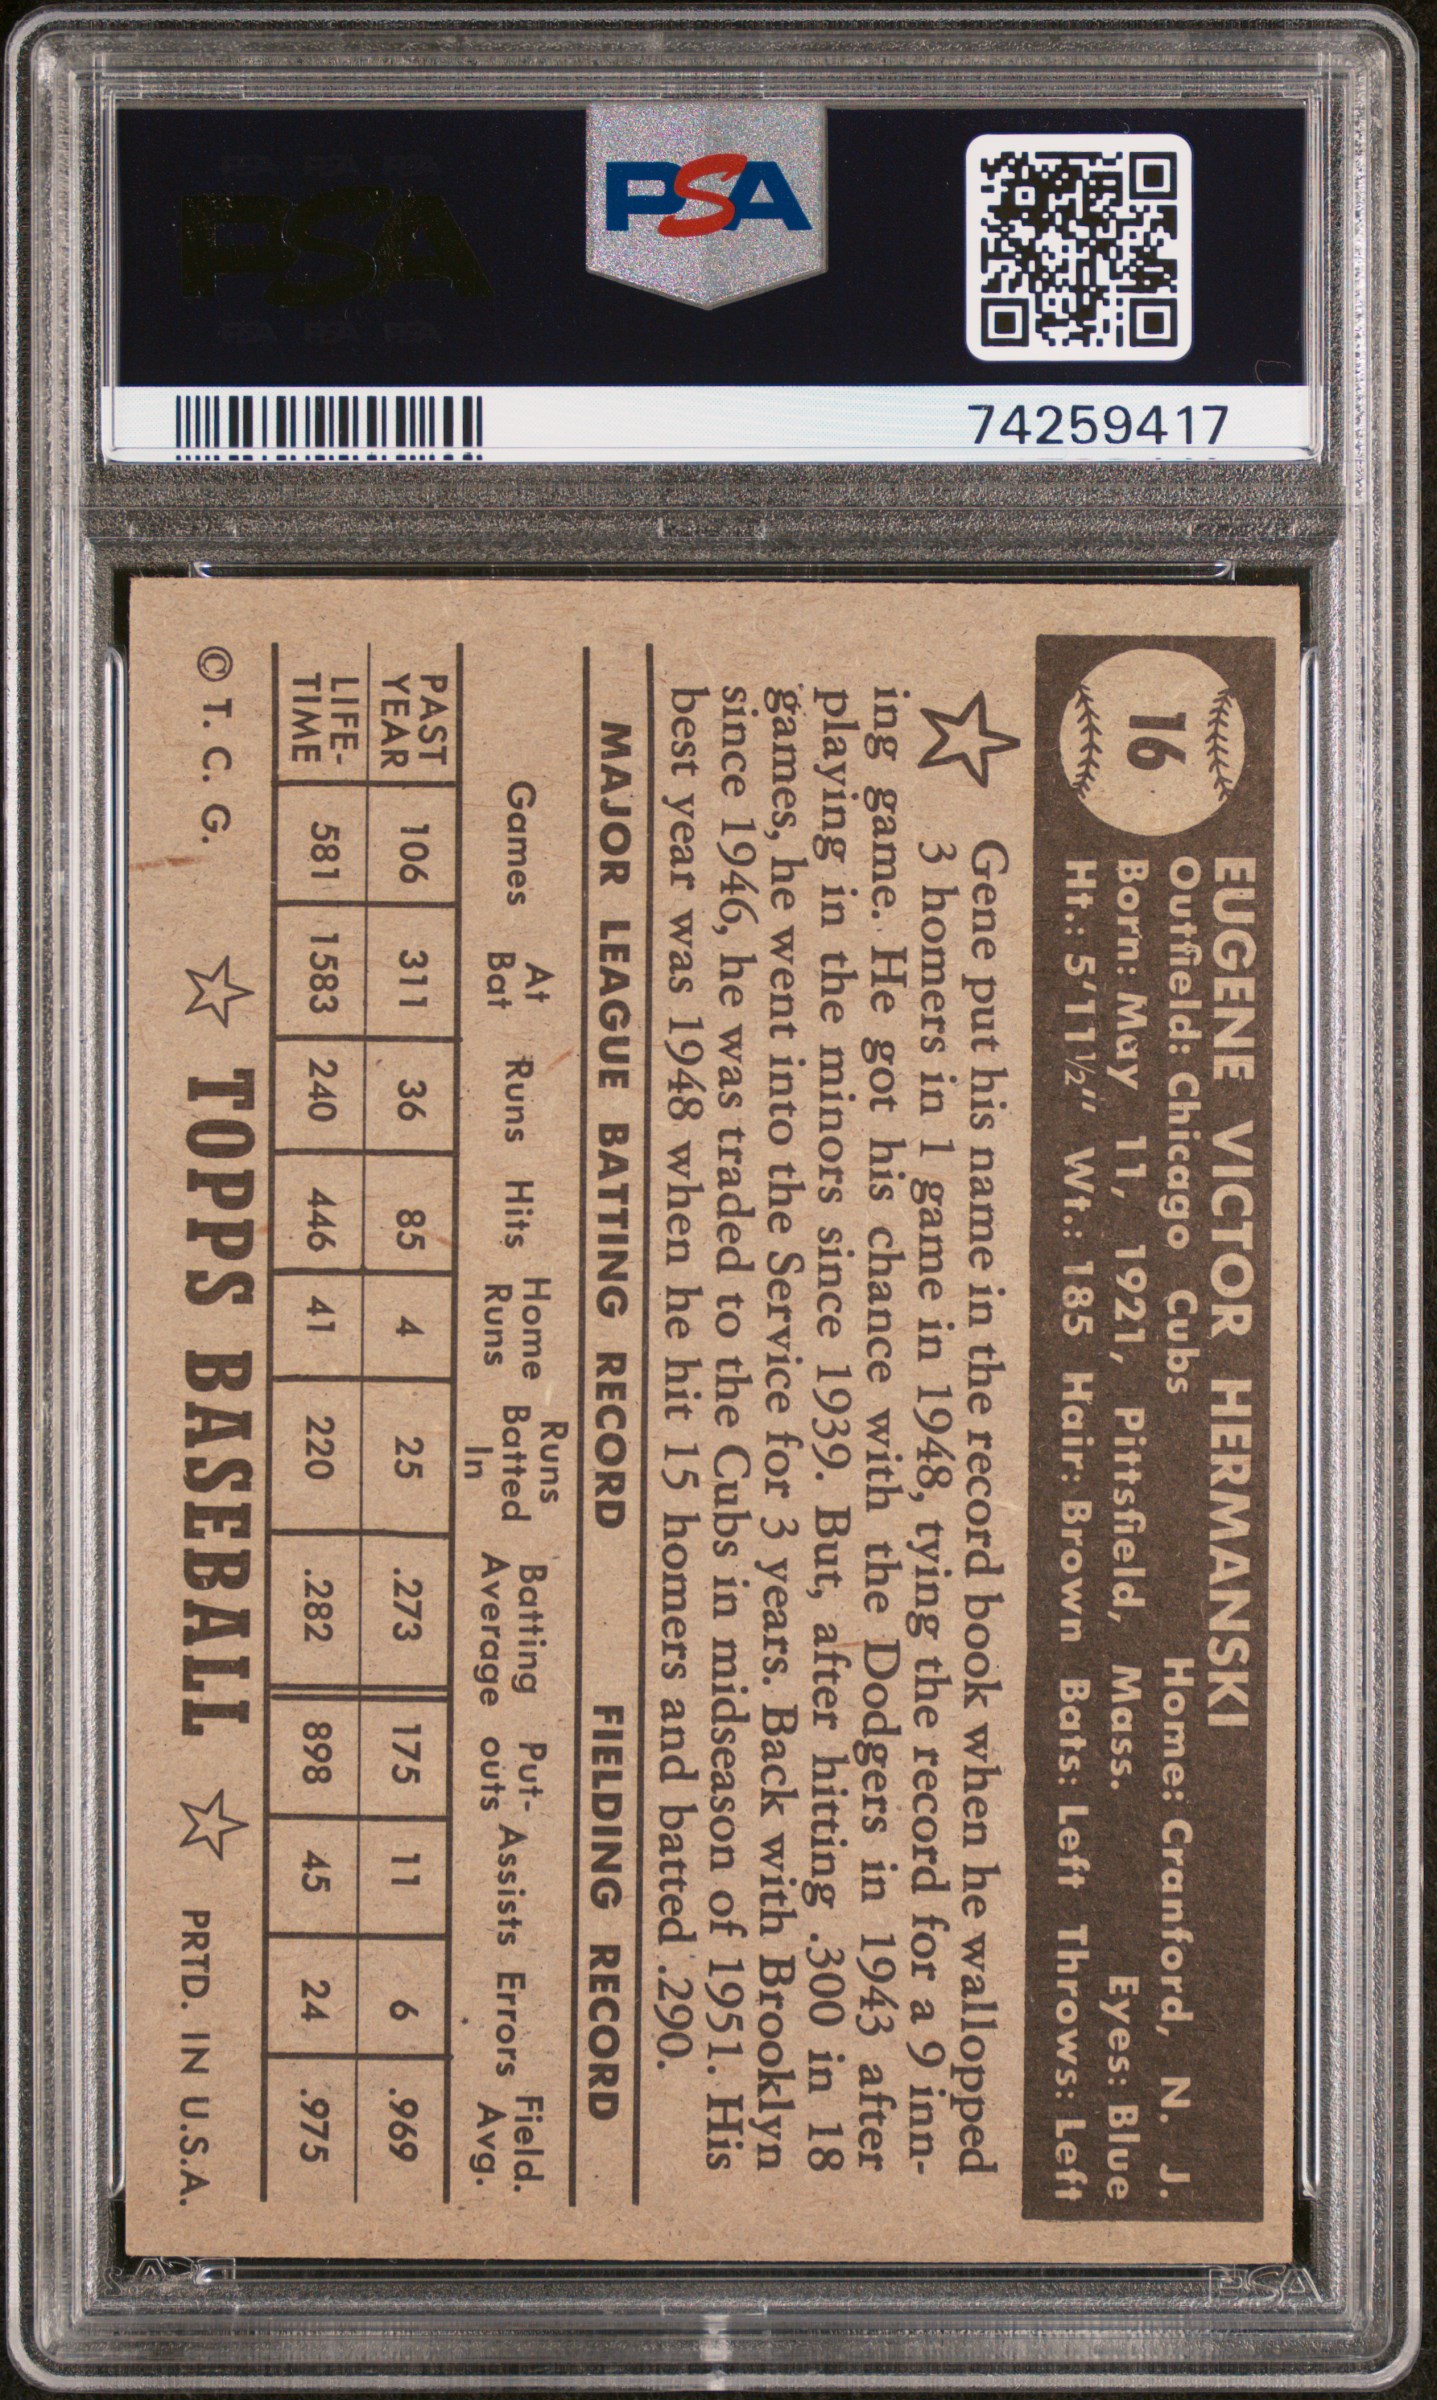 PSA
74259417
16
EUGENE VICTOR HERMANSKI
Outfield: Chicago Cubs Home: Cranford, N. J.
Born: May 11, 1921, Pittsfield, Mass. Eyes: Blue
Ht.: 5'11½" Wt.: 185 Hair: Brown Bats: Left Throws: Left
Gene put his name in the record book when he wallopped
3 homers in 1 game in 1948, tying the record for a 9 inn-
ing game. He got his chance with the Dodgers in 1943 after
playing in the minors since 1939. But, after hitting .300 in 18
games, he went into the Service for 3 years. Back with Brooklyn
since 1946, he was traded to the Cubs in midseason of 1951. His
best year was 1948 when he hit 15 homers and batted .290.
MAJOR LEAGUE BATTING RECORD FIELDING RECORD
Games At Bat Runs Hits Home Runs Runs Batted In Batting Average Put-outs Assists Errors Field. Avg.
PAST YEAR 106 311 36 85 4 25 .273 175 11 6 .969
LIFE-TIME 581 1583 240 446 41 220 .282 898 45 24 .975
© T. C. G. TOPPS BASEBALL PRTD. IN U.S.A.
PSA
PSA